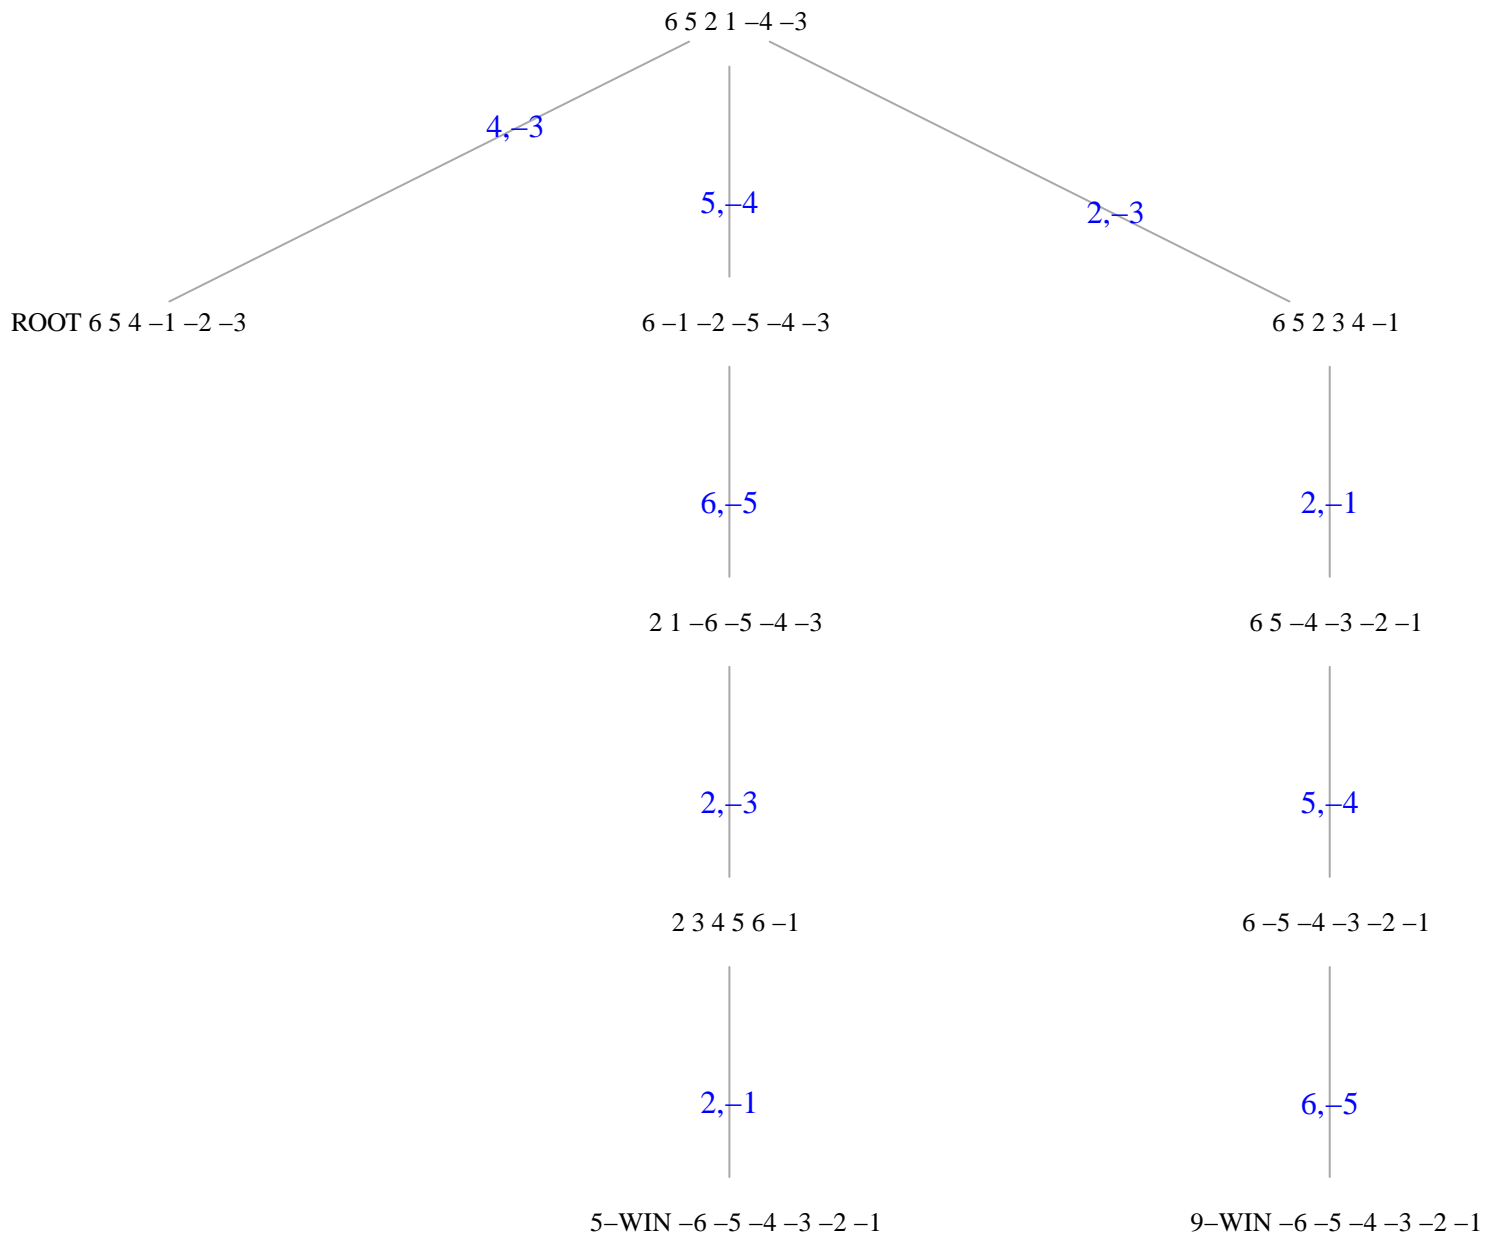 6 5 2 1 –4 –3
4,–3
5,–4
2,–3
ROOT 6 5 4 –1 –2 –3
6 –1 –2 –5 –4 –3
6 5 2 3 4 –1
6,–5
2,–1
2 1 –6 –5 –4 –3
6 5 –4 –3 –2 –1
2,–3
5,–4
2 3 4 5 6 –1
6 –5 –4 –3 –2 –1
2,–1
6,–5
5–WIN –6 –5 –4 –3 –2 –1
9–WIN –6 –5 –4 –3 –2 –1